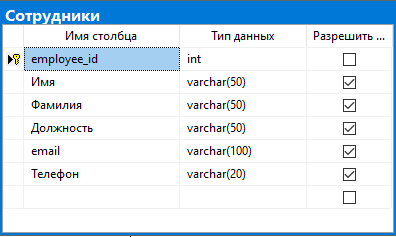 Сотрудники
Имя столбца Тип данных Разрешить ...
employee_id int
Имя varchar(50)
Фамилия varchar(50)
Должность varchar(50)
email varchar(100)
Телефон varchar(20)